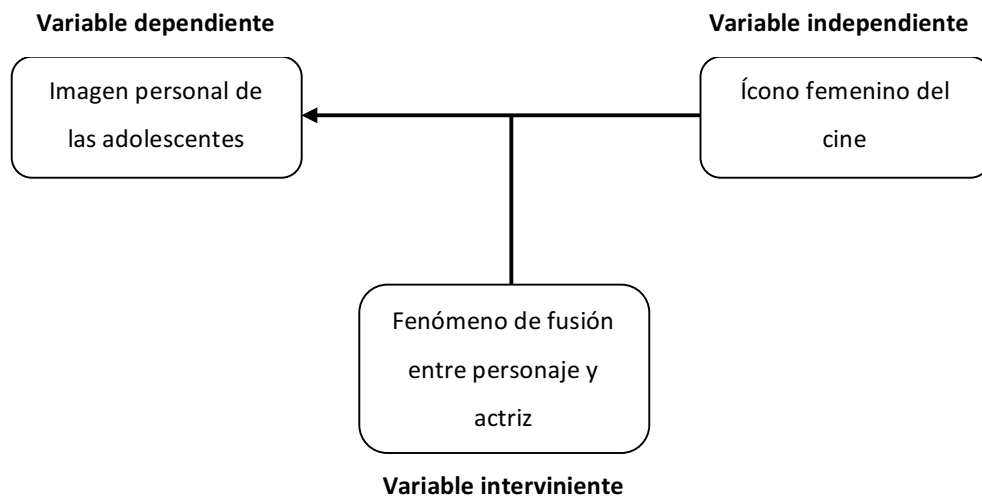 Variable dependiente
Imagen personal de
las adolescentes
Variable independiente
Ícono femenino del
cine
Fenómeno de fusión
entre personaje y
actriz
Variable interviniente